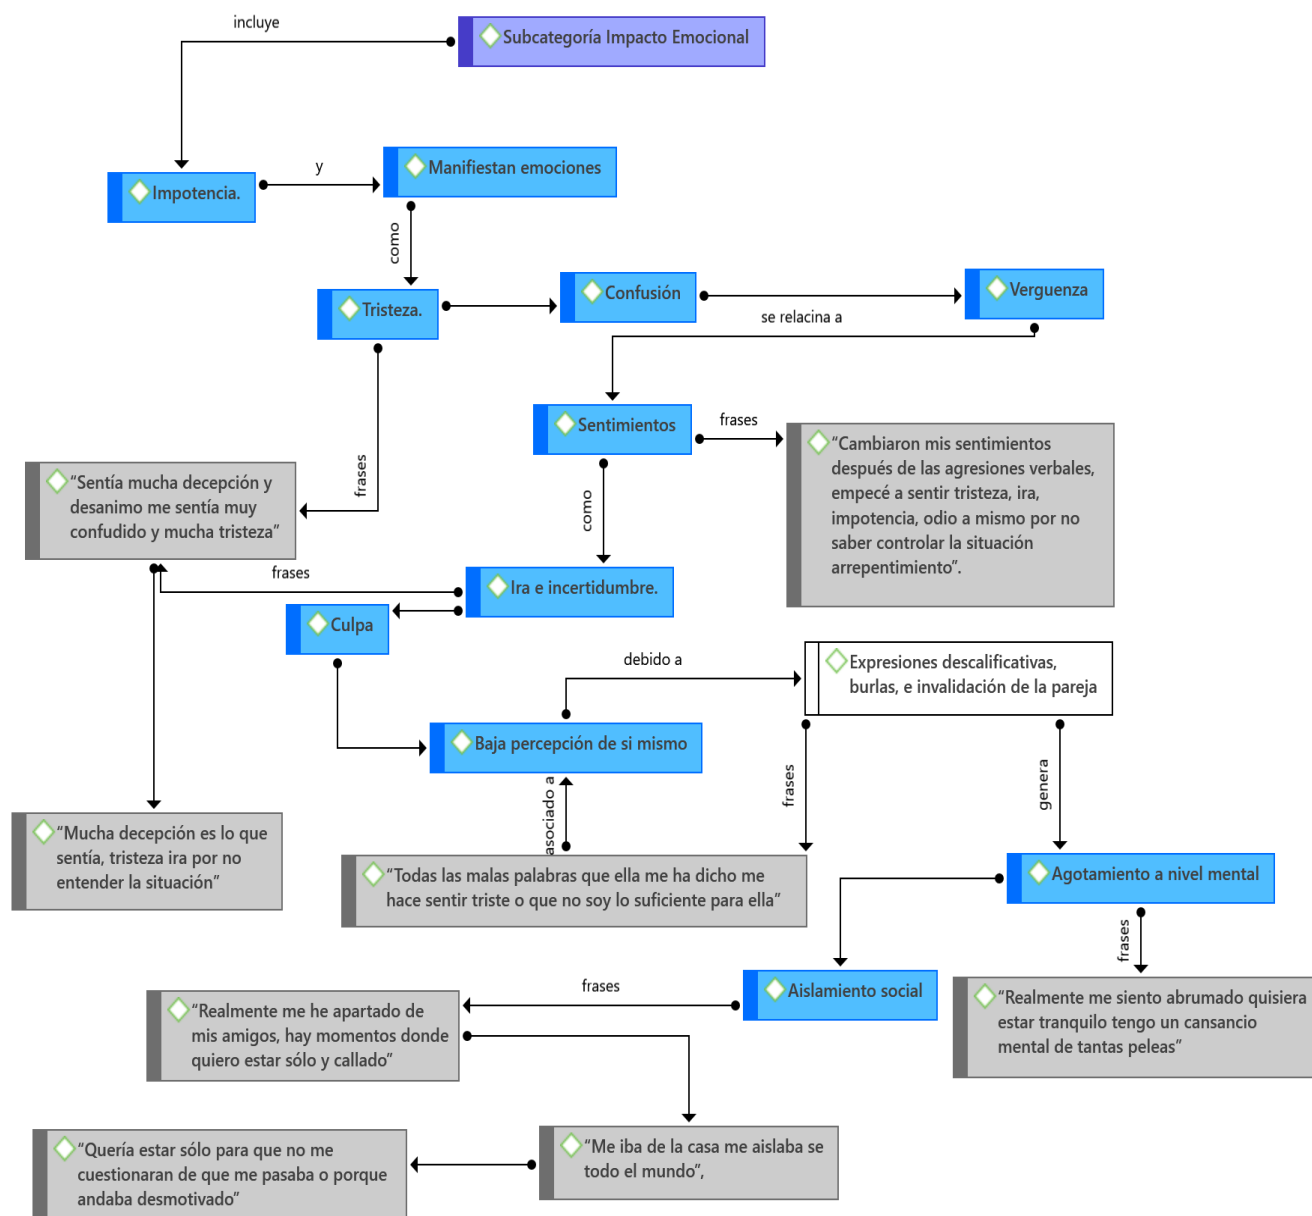 incluye
Subcategoría Impacto Emocional
Impotencia.
y
Manifiestan emociones
como
Tristeza.
Confusión
Verguenza
se relacina a
Sentimientos
frases
“Cambiaron mis sentimientos
después de las agresiones verbales,
empecé a sentir tristeza, ira,
impotencia, odio a mismo por no
saber controlar la situación
arrepentimiento”.
frases
“Sentía mucha decepción y
desanimo me sentía muy
confudido y mucha tristeza”
como
frases
Ira e incertidumbre.
Culpa
debido a
Expresiones descalificativas,
burlas, e invalidación de la pareja
Baja percepción de si mismo
asociado a
frases
genera
“Mucha decepción es lo que
sentía, tristeza ira por no
entender la situación”
“Todas las malas palabras que ella me ha dicho me
hace sentir triste o que no soy lo suficiente para ella”
Agotamiento a nivel mental
frases
Aislamiento social
frases
“Realmente me siento abrumado quisiera
estar tranquilo tengo un cansancio
mental de tantas peleas”
“Realmente me he apartado de
mis amigos, hay momentos donde
quiero estar sólo y callado”
“Me iba de la casa me aislaba se
todo el mundo”,
“Quería estar sólo para que no me
cuestionaran de que me pasaba o porque
andaba desmotivado”